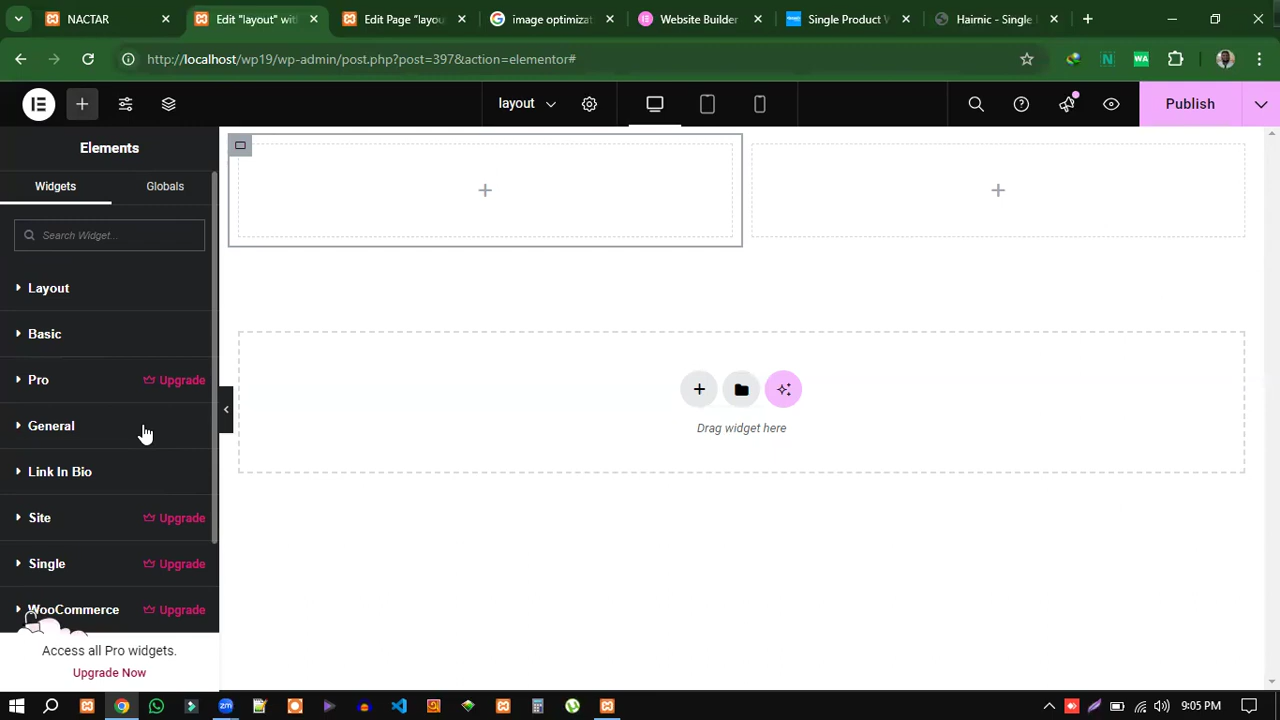 NACTAR
Edit "layout" wit
Edit Page “layou
image optimizat
Website Builder
Single Product V
Hairnic - Single
http://localhost/wp19/wp-admin/post.php?post=397&action=elementor#
layout
Publish
Elements
Widgets
Globals
Search Widget...
Layout
Basic
Pro
Upgrade
General
Link In Bio
Site
Upgrade
Single
Upgrade
WooCommerce
Upgrade
Access all Pro widgets.
Upgrade Now
Drag widget here
9:05 PM